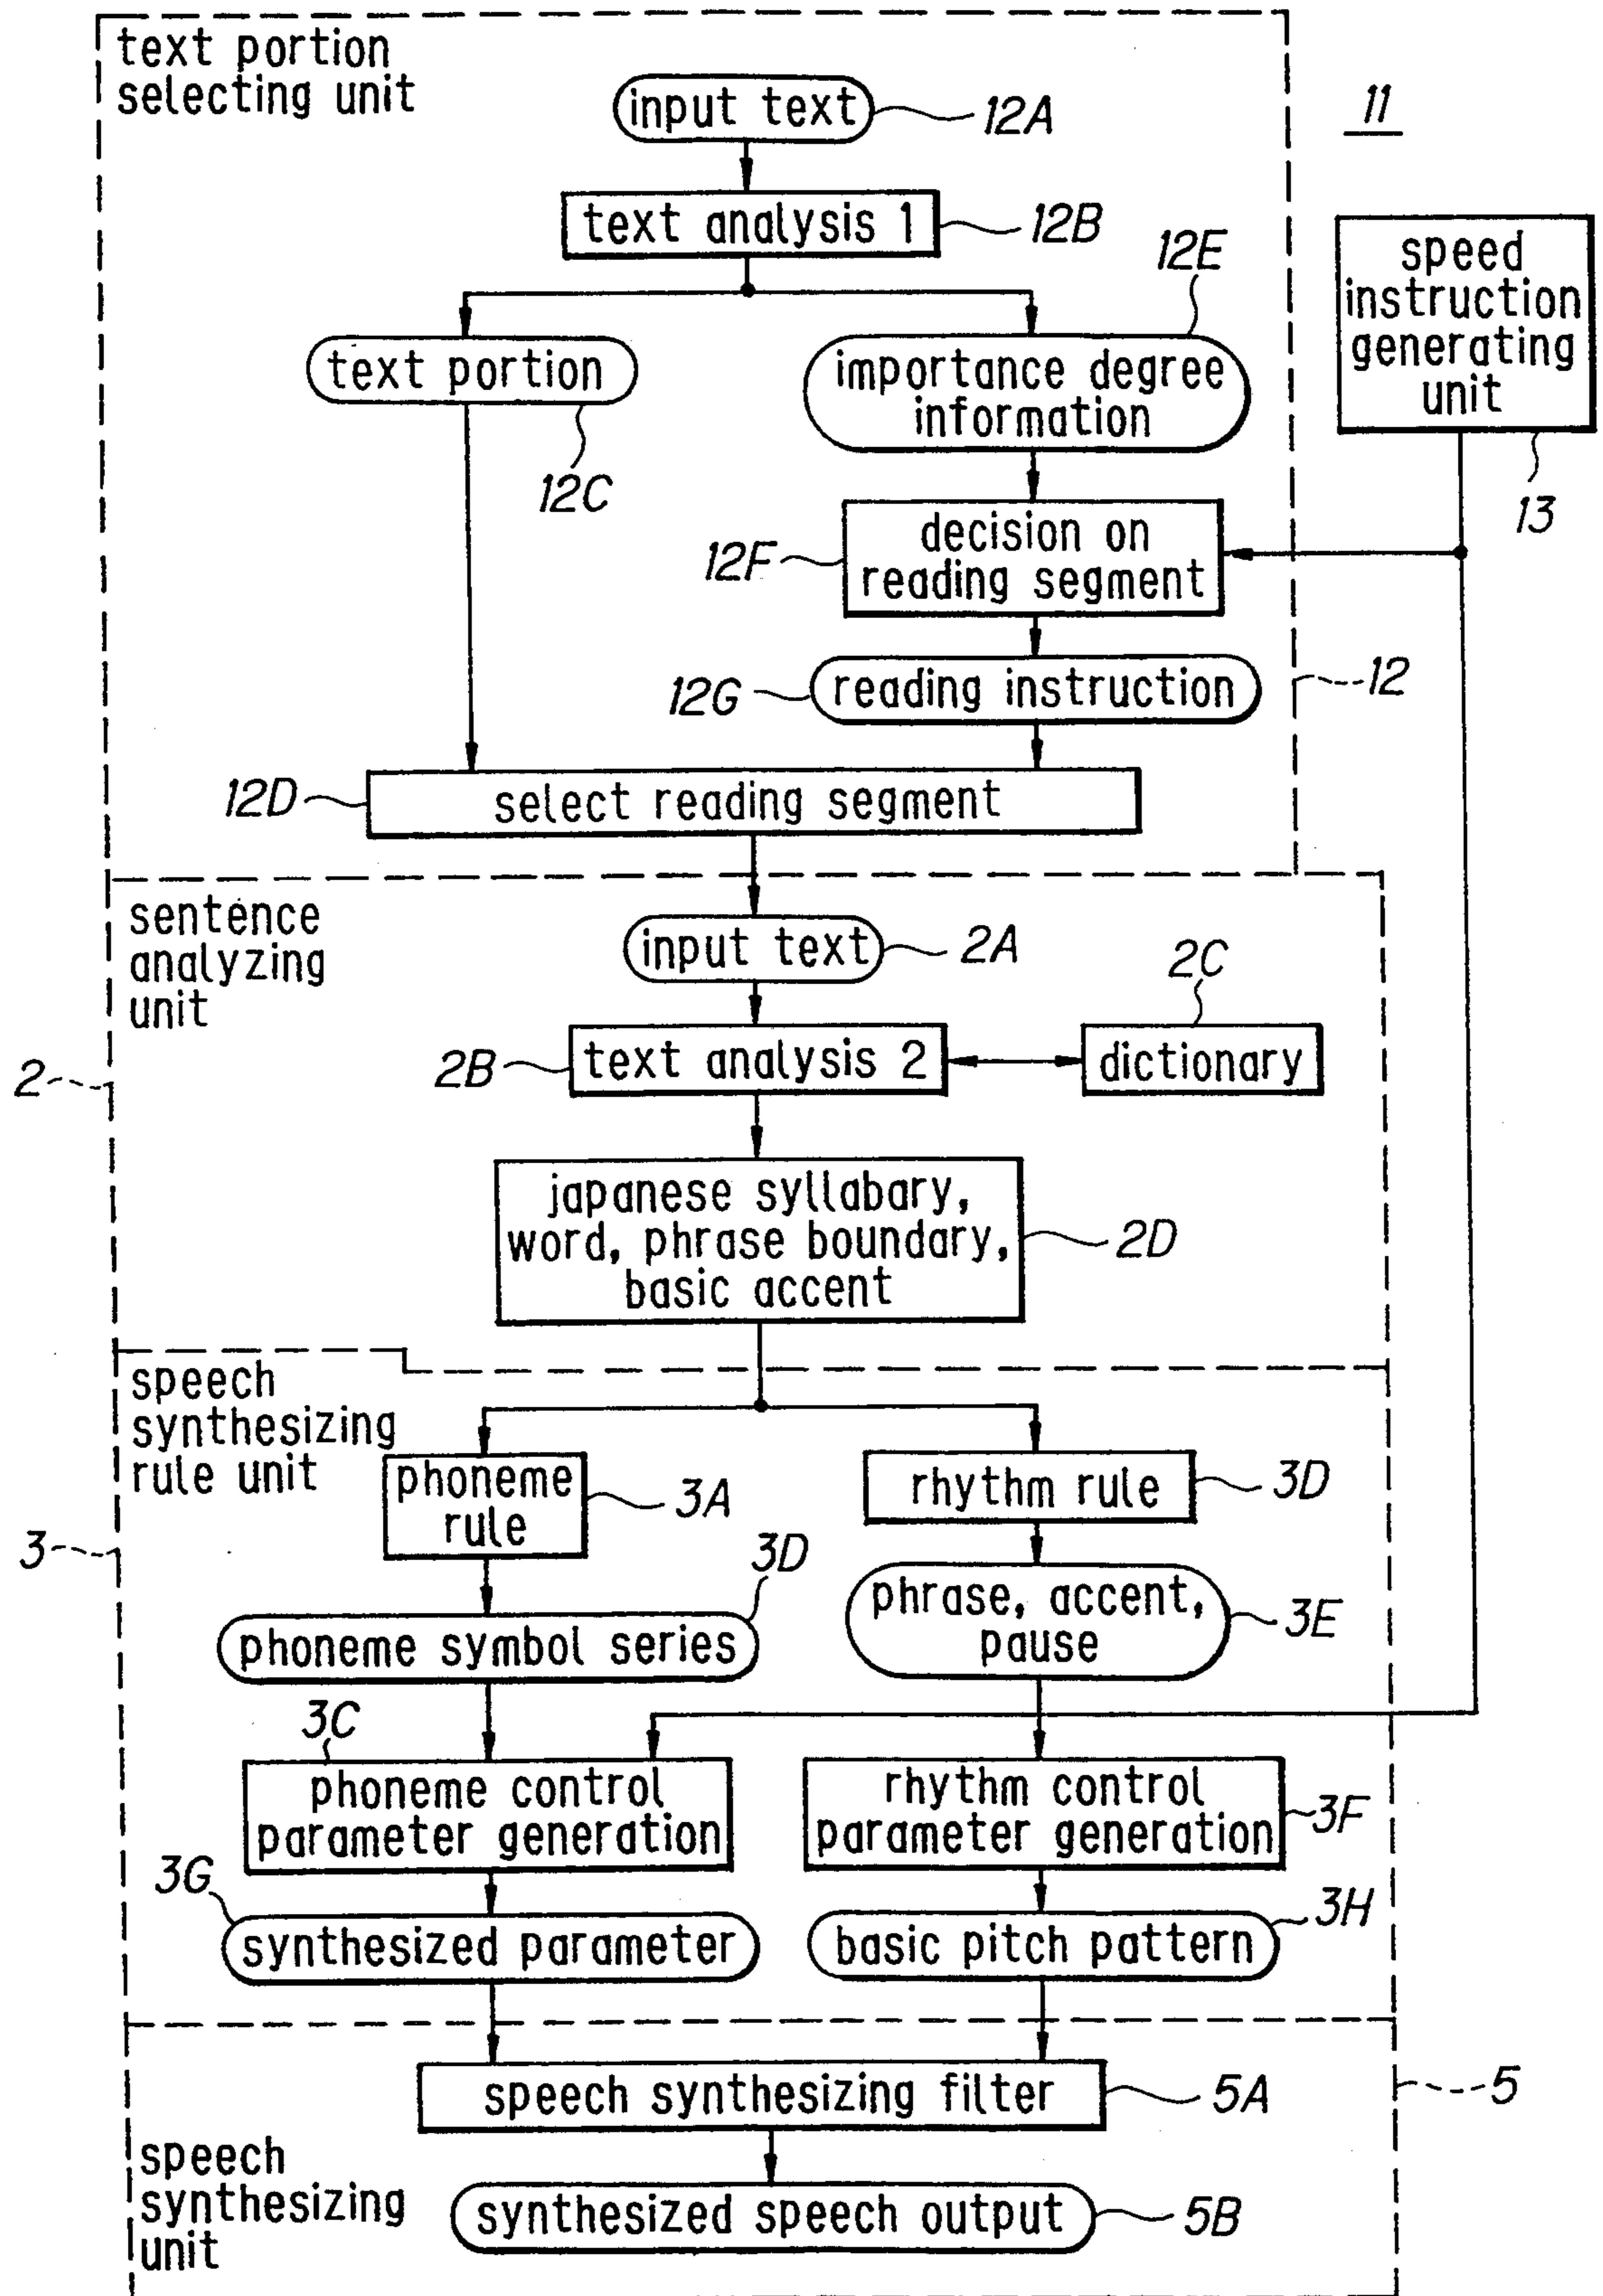 text portion
selecting unit
input text
12A
11
text analysis 1
12B
12E
speed
instruction
generating
unit
13
text portion
12C
importance degree
information
12F
decision on
reading segment
12G
reading instruction
12
12D
select reading segment
sentence
analyzing
unit
input text
2A
2C
2
2B
text analysis 2
dictionary
japanese syllabary,
word, phrase boundary,
basic accent
2D
speech
synthesizing
rule unit
phoneme
rule
3A
rhythm rule
3D
3
3D
phoneme symbol series
phrase, accent,
pause
3E
3C
phoneme control
parameter generation
rhythm control
parameter generation
3F
3G
synthesized parameter
3H
basic pitch pattern
speech synthesizing filter
5A
5
speech
synthesizing
unit
synthesized speech output
5B